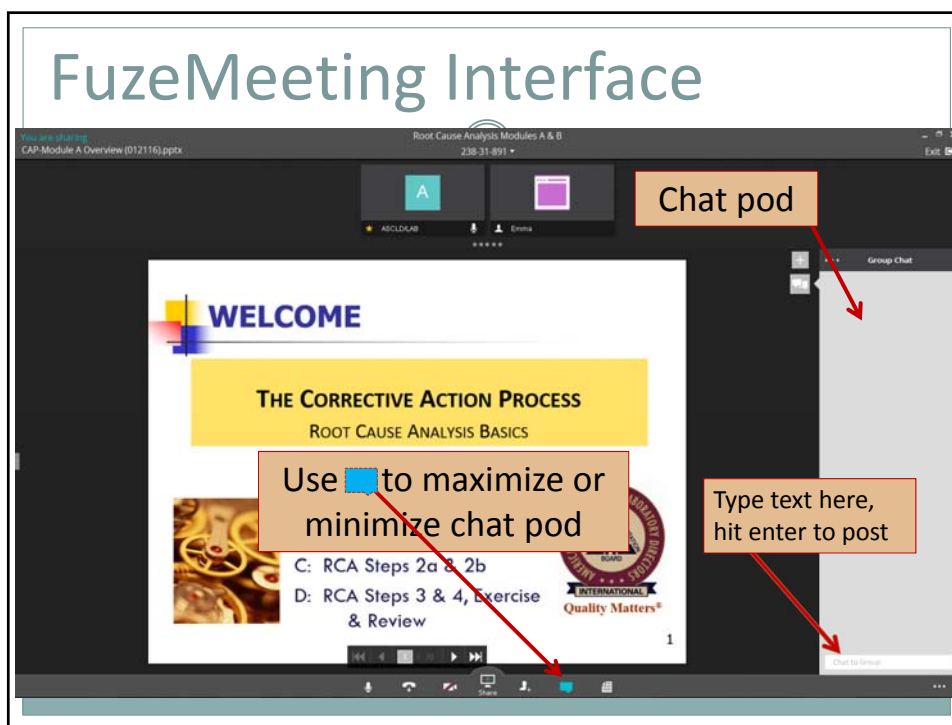 FuzeMeeting Interface
You are sharing
CAP-Module A Overview (012116).pptx
Root Cause Analysis Modules A & B
238-31-891
Exit
A
ASCLD/LAB
Emma
Chat pod
Group Chat
WELCOME
THE CORRECTIVE ACTION PROCESS
ROOT CAUSE ANALYSIS BASICS
Use to maximize or
minimize chat pod
Type text here,
hit enter to post
C: RCA Steps 2a & 2b
D: RCA Steps 3 & 4, Exercise
& Review
BOARD
INTERNATIONAL
Quality Matters®
1
Chat to Group
Share